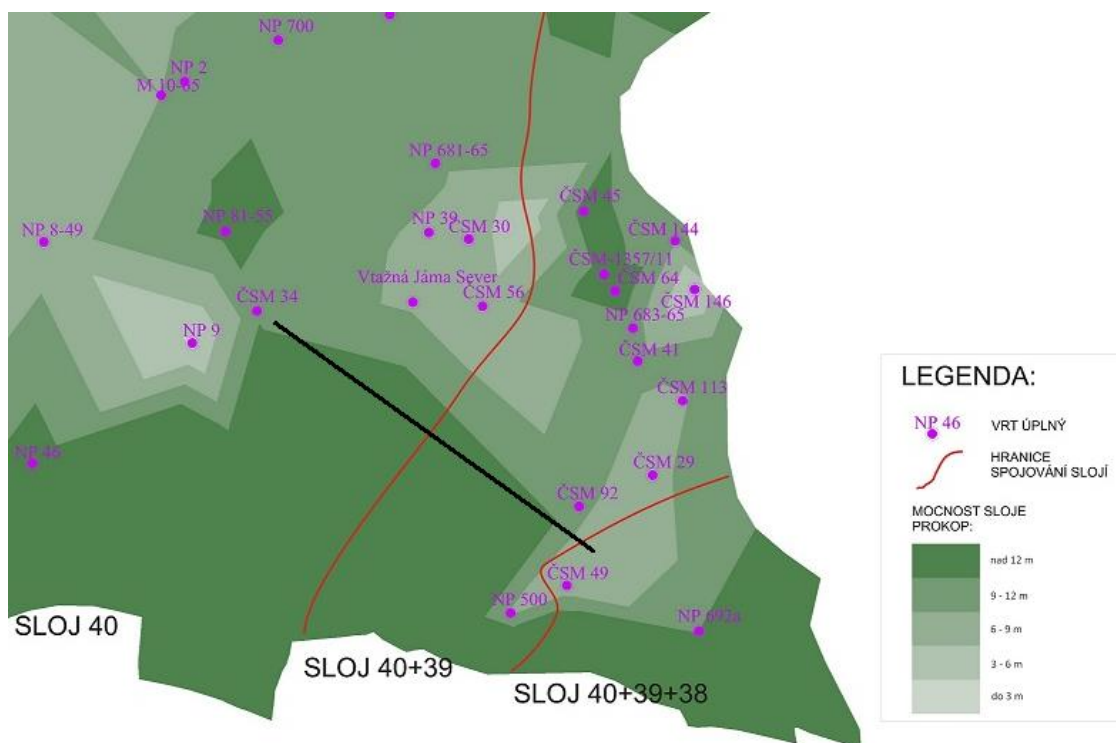 NP 700
NP 2
M 10-65
NP 681-65
ČSM 45
NP 81-55
NP 39
ČSM 30
ČSM 144
NP 8-49
ČSM-1357/11
Vtažná Jáma Sever
ČSM 64
ČSM 34
ČSM 56
ČSM 146
NP 683-65
NP 9
ČSM 41
ČSM 113
NP 46
ČSM 29
ČSM 92
ČSM 49
NP 500
NP 692a
SLOJ 40
SLOJ 40+39
SLOJ 40+39+38
LEGENDA:
NP 46
VRT ÚPLNÝ
HRANICE
SPOJOVÁNÍ SLOJÍ
MOCNOST SLOJE
PROKOP:
nad 12 m
9 - 12 m
6 - 9 m
3 - 6 m
do 3 m